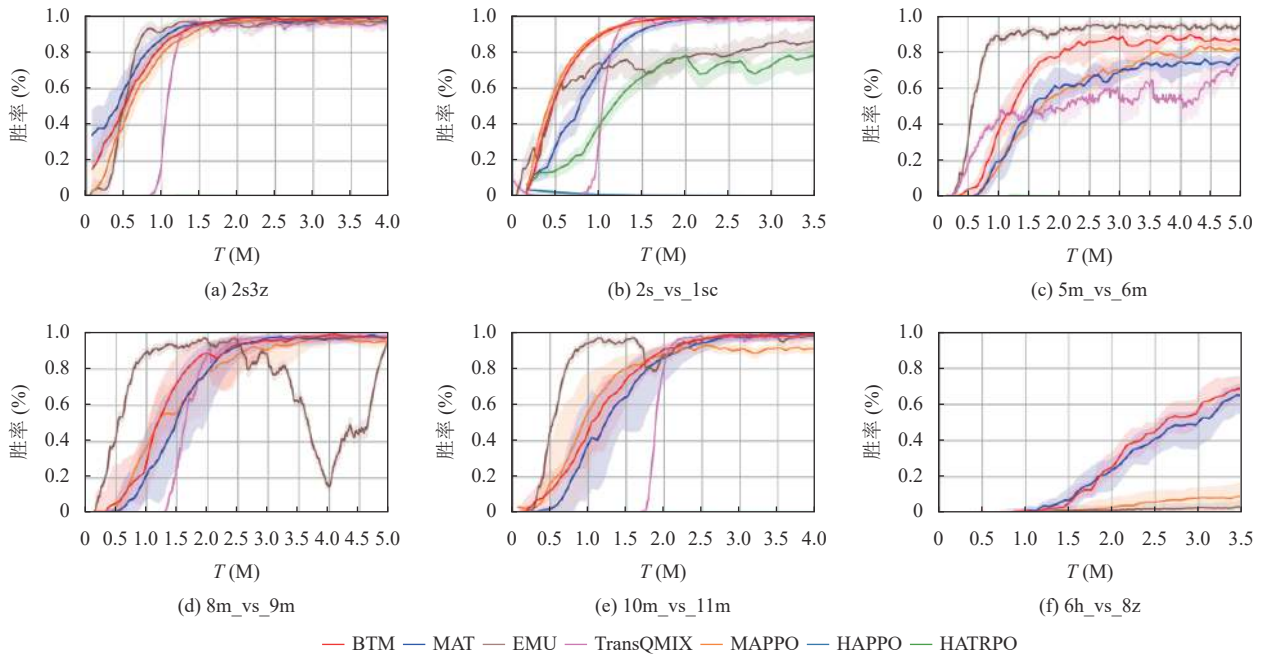 1.0 1.0 1.0
0.8 0.8 0.8
胜率 (%) 0.6 胜率 (%) 0.6 胜率 (%) 0.6
0.4 0.4 0.4
0.2 0.2 0.2
0 0 0
0 0.5 1.0 1.5 2.0 2.5 3.0 3.5 4.0 0 0.5 1.0 1.5 2.0 2.5 3.0 3.5 0 0.5 1.0 1.5 2.0 2.5 3.0 3.5 4.0 4.5 5.0
T (M) T (M) T (M)
(a) 2s3z (b) 2s_vs_1sc (c) 5m_vs_6m
1.0 1.0 1.0
0.8 0.8 0.8
胜率 (%) 0.6 胜率 (%) 0.6 胜率 (%) 0.6
0.4 0.4 0.4
0.2 0.2 0.2
0 0 0
0 0.5 1.0 1.5 2.0 2.5 3.0 3.5 4.0 4.5 5.0 0 0.5 1.0 1.5 2.0 2.5 3.0 3.5 4.0 0 0.5 1.0 1.5 2.0 2.5 3.0 3.5
T (M) T (M) T (M)
(d) 8m_vs_9m (e) 10m_vs_11m (f) 6h_vs_8z
BTM MAT EMU TransQMIX MAPPO HAPPO HATRPO